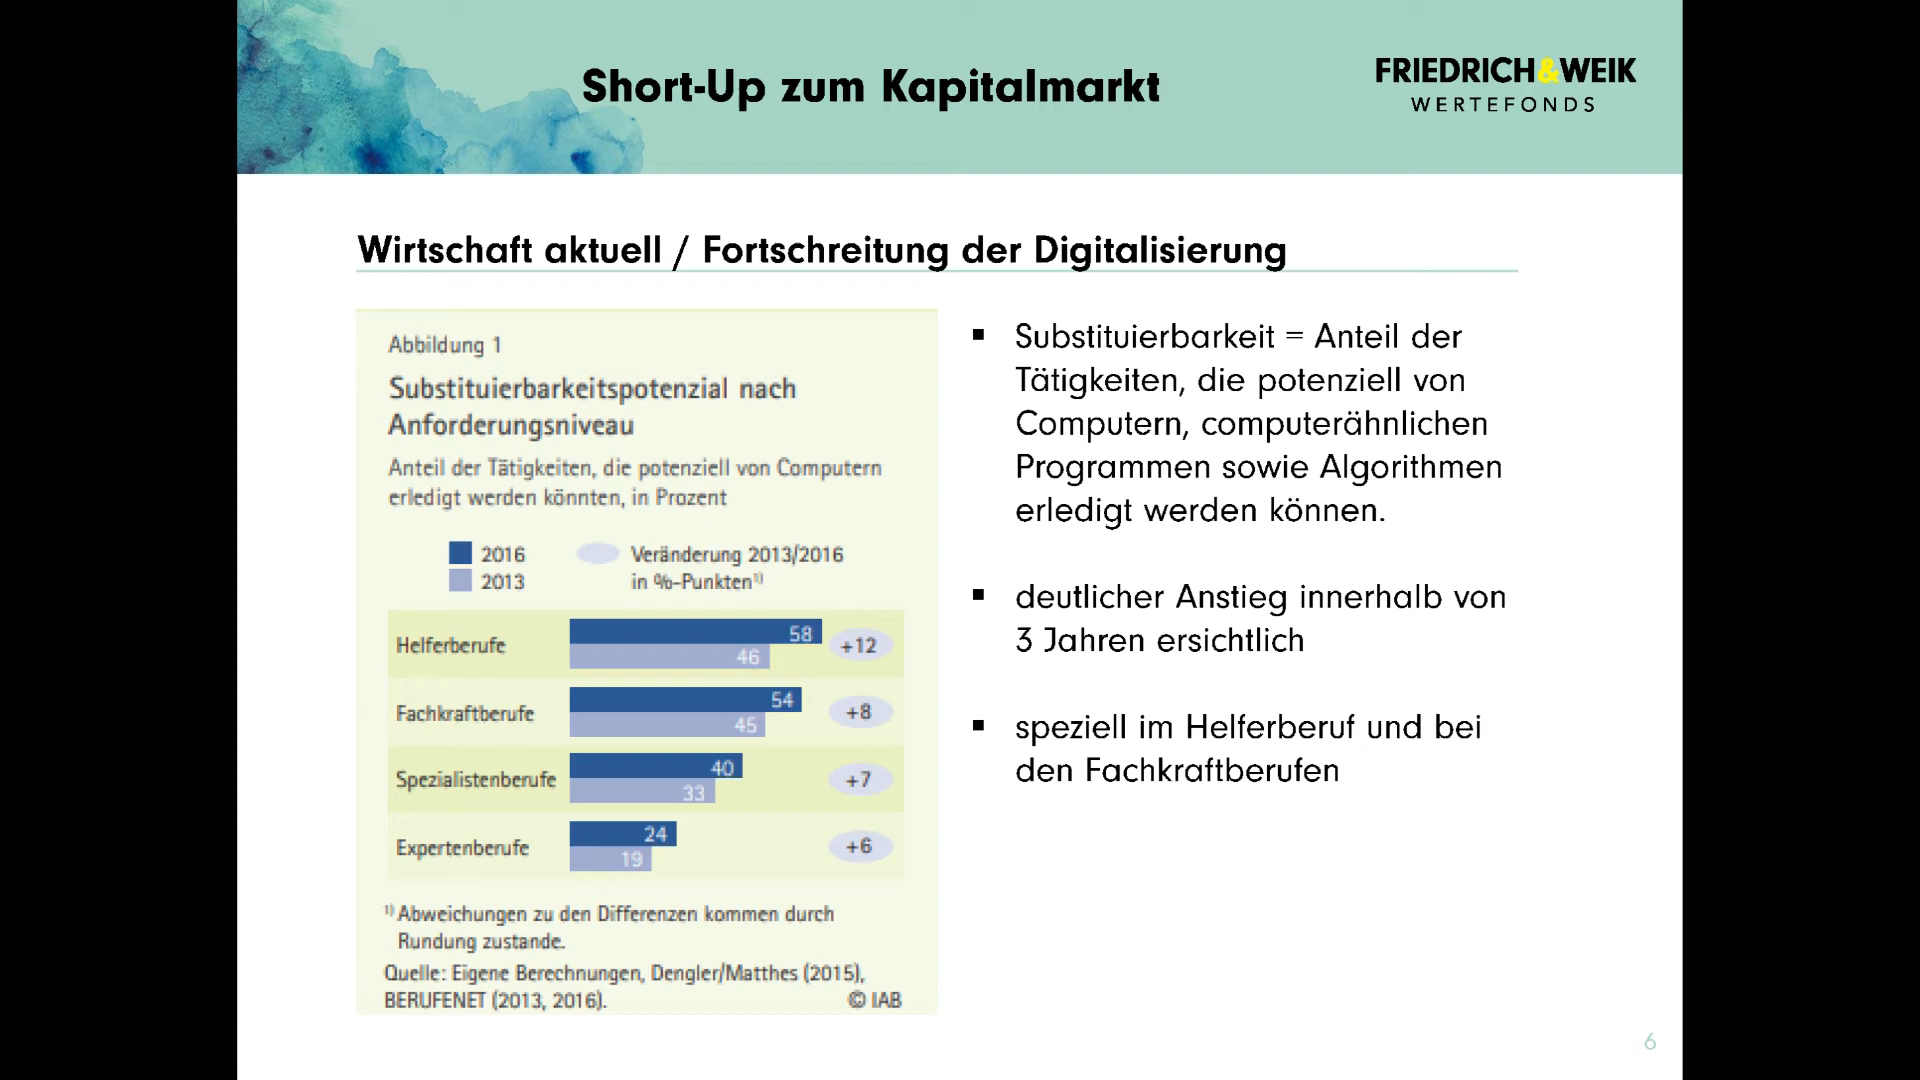 Short-Up zum Kapitalmarkt
FRIEDRICH&WEIK
WERTEFONDS
Wirtschaft aktuell / Fortschreitung der Digitalisierung
Abbildung 1
Substituierbarkeitspotenzial nach
Anforderungsniveau
Anteil der Tätigkeiten, die potenziell von Computern
erledigt werden könnten, in Prozent
2016
2013
Veränderung 2013/2016
in %-Punkten¹⁾
Helferberufe 58 46 +12
Fachkraftberufe 54 45 +8
Spezialistenberufe 40 33 +7
Expertenberufe 24 19 +6
¹⁾ Abweichungen zu den Differenzen kommen durch
Rundung zustande.
Quelle: Eigene Berechnungen, Dengler/Matthes (2015),
BERUFENET (2013, 2016). © IAB
▪ Substituierbarkeit = Anteil der
Tätigkeiten, die potenziell von
Computern, computerähnlichen
Programmen sowie Algorithmen
erledigt werden können.
▪ deutlicher Anstieg innerhalb von
3 Jahren ersichtlich
▪ speziell im Helferberuf und bei
den Fachkraftberufen
6